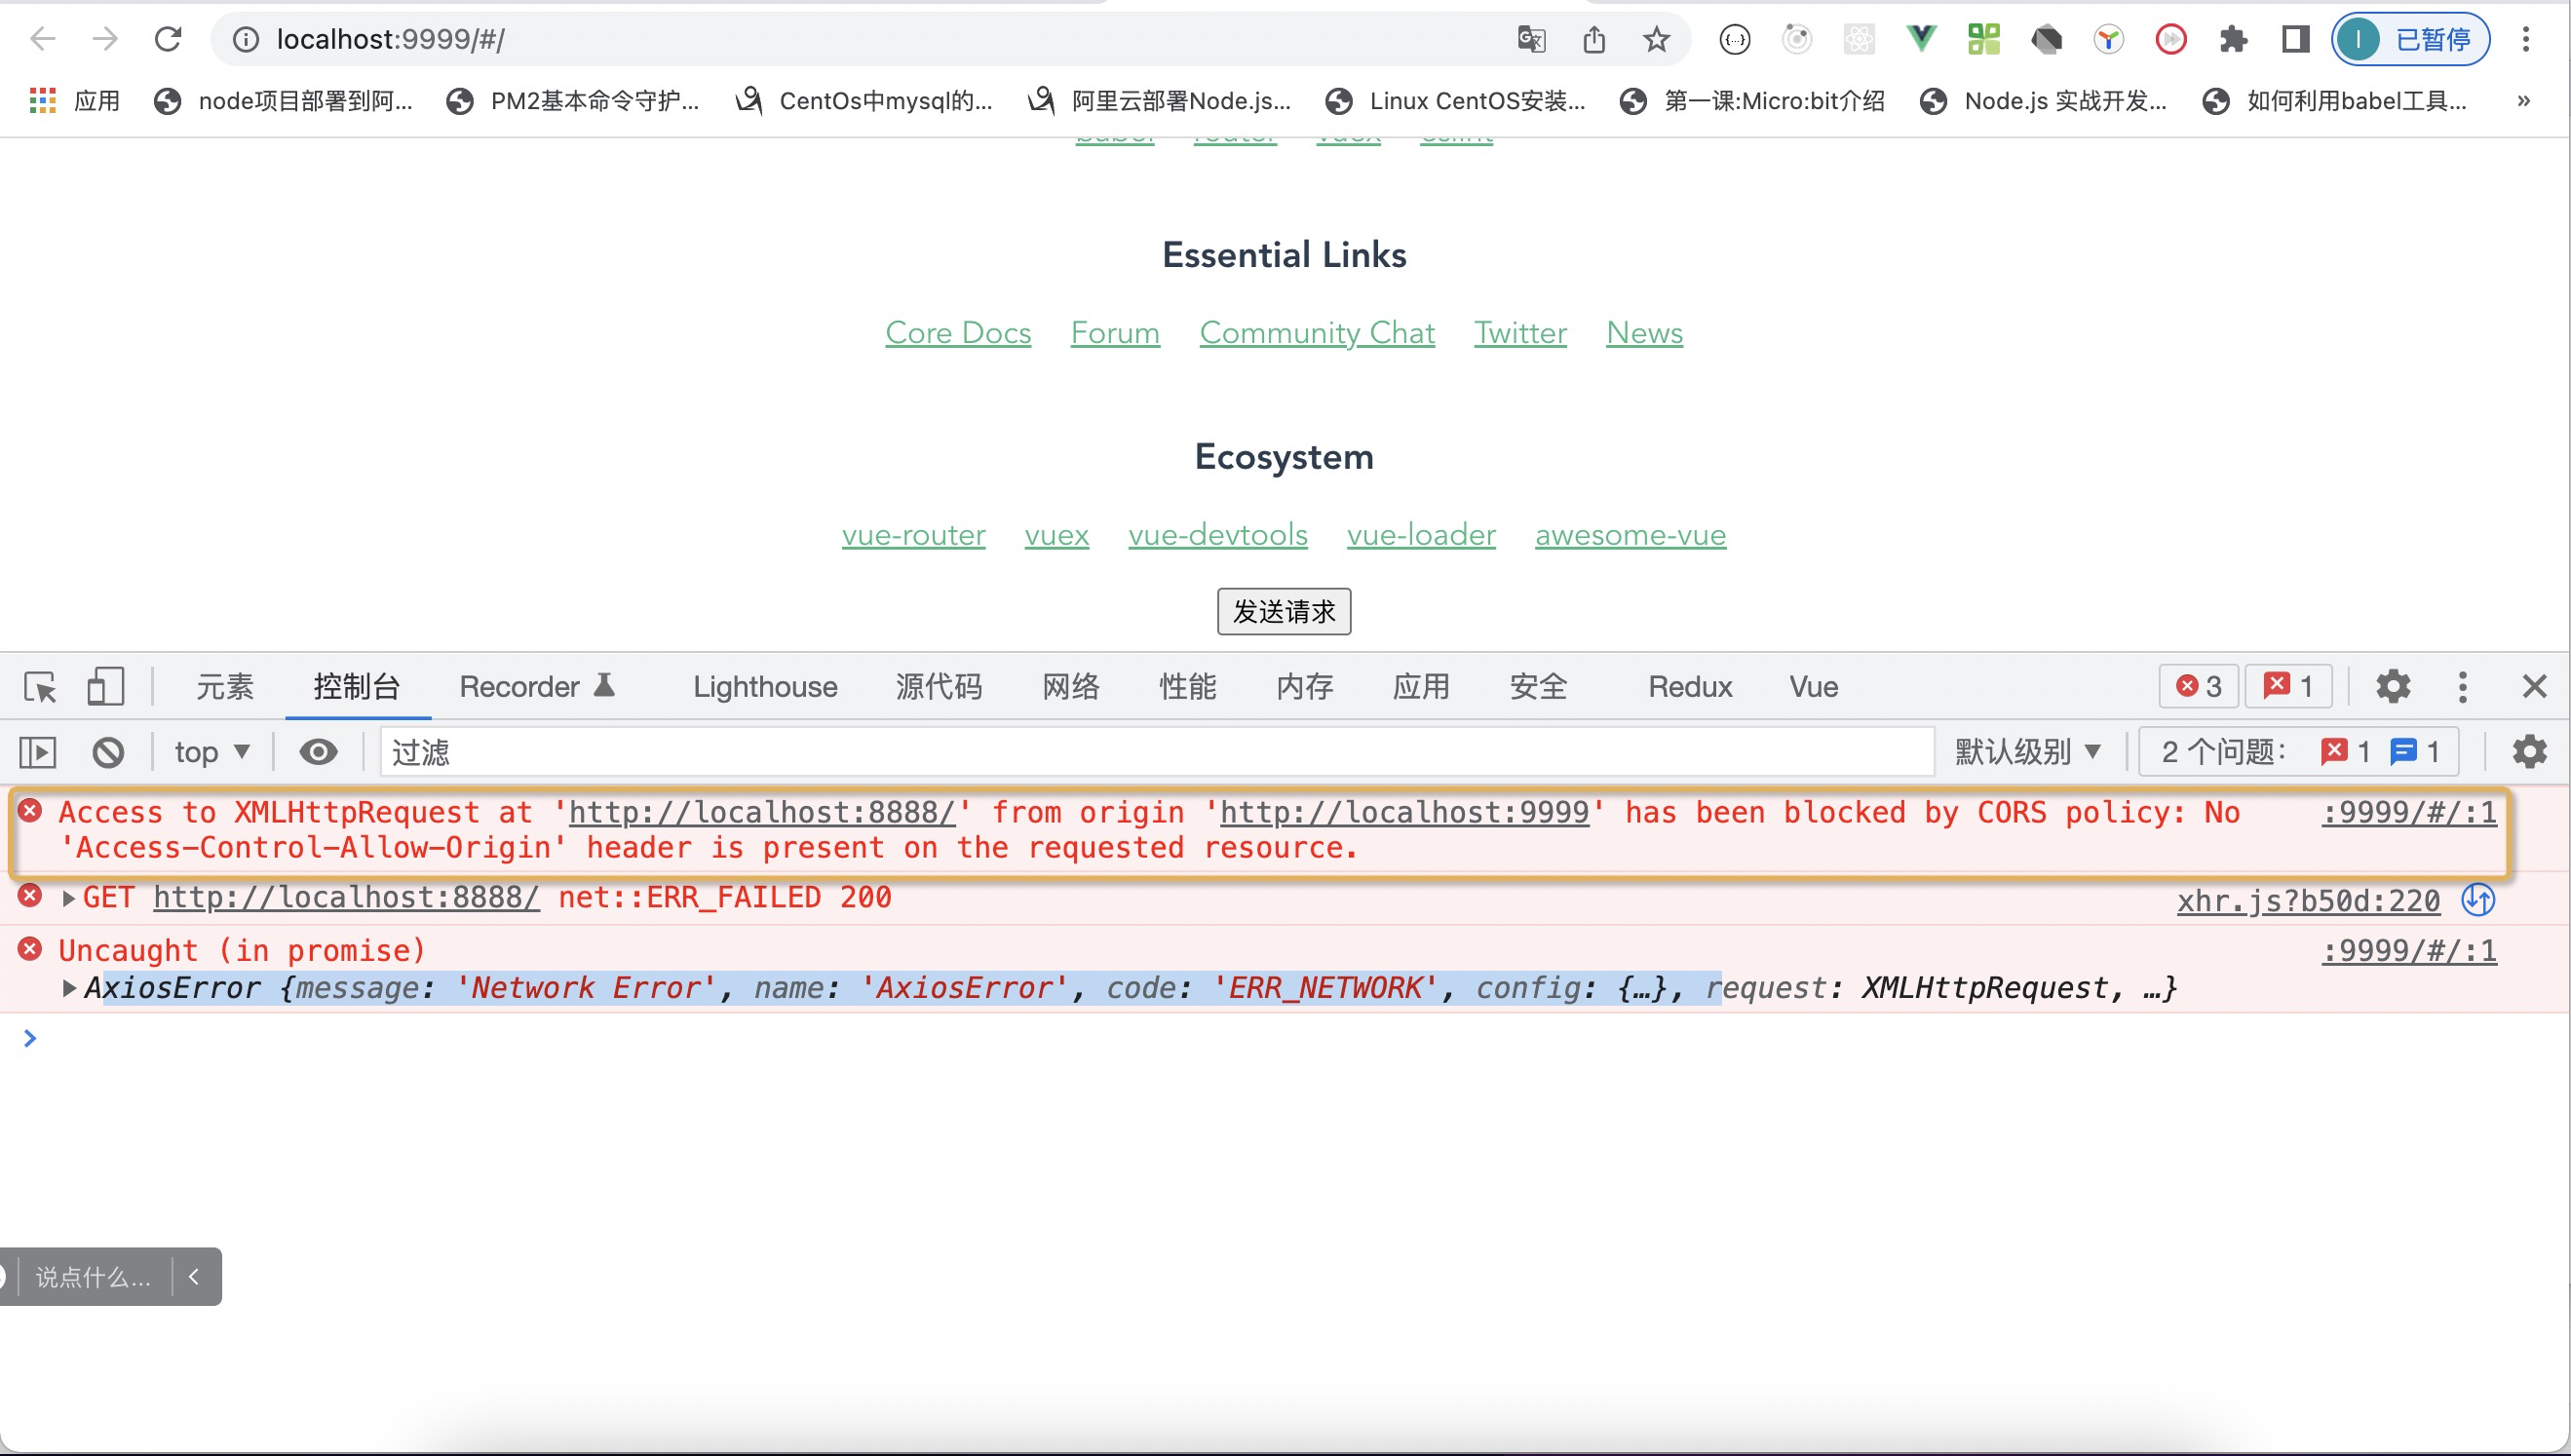 localhost:9999/#/
已暂停
应用 node项目部署到阿... PM2基本命令守护... CentOs中mysql的... 阿里云部署Node.js... Linux CentOS安装... 第一课:Micro:bit介绍 Node.js 实战开发... 如何利用babel工具... »
babel router vuex eslint
Essential Links
Core Docs Forum Community Chat Twitter News
Ecosystem
vue-router vuex vue-devtools vue-loader awesome-vue
发送请求
元素 控制台 Recorder Lighthouse 源代码 网络 性能 内存 应用 安全 Redux Vue 3 1
top 过滤 默认级别 2 个问题: 1 1
Access to XMLHttpRequest at 'http://localhost:8888/' from origin 'http://localhost:9999' has been blocked by CORS policy: No :9999/#/:1
'Access-Control-Allow-Origin' header is present on the requested resource.
GET http://localhost:8888/ net::ERR_FAILED 200 xhr.js?b50d:220
Uncaught (in promise) :9999/#/:1
AxiosError {message: 'Network Error', name: 'AxiosError', code: 'ERR_NETWORK', config: {…}, request: XMLHttpRequest, …}
说点什么...